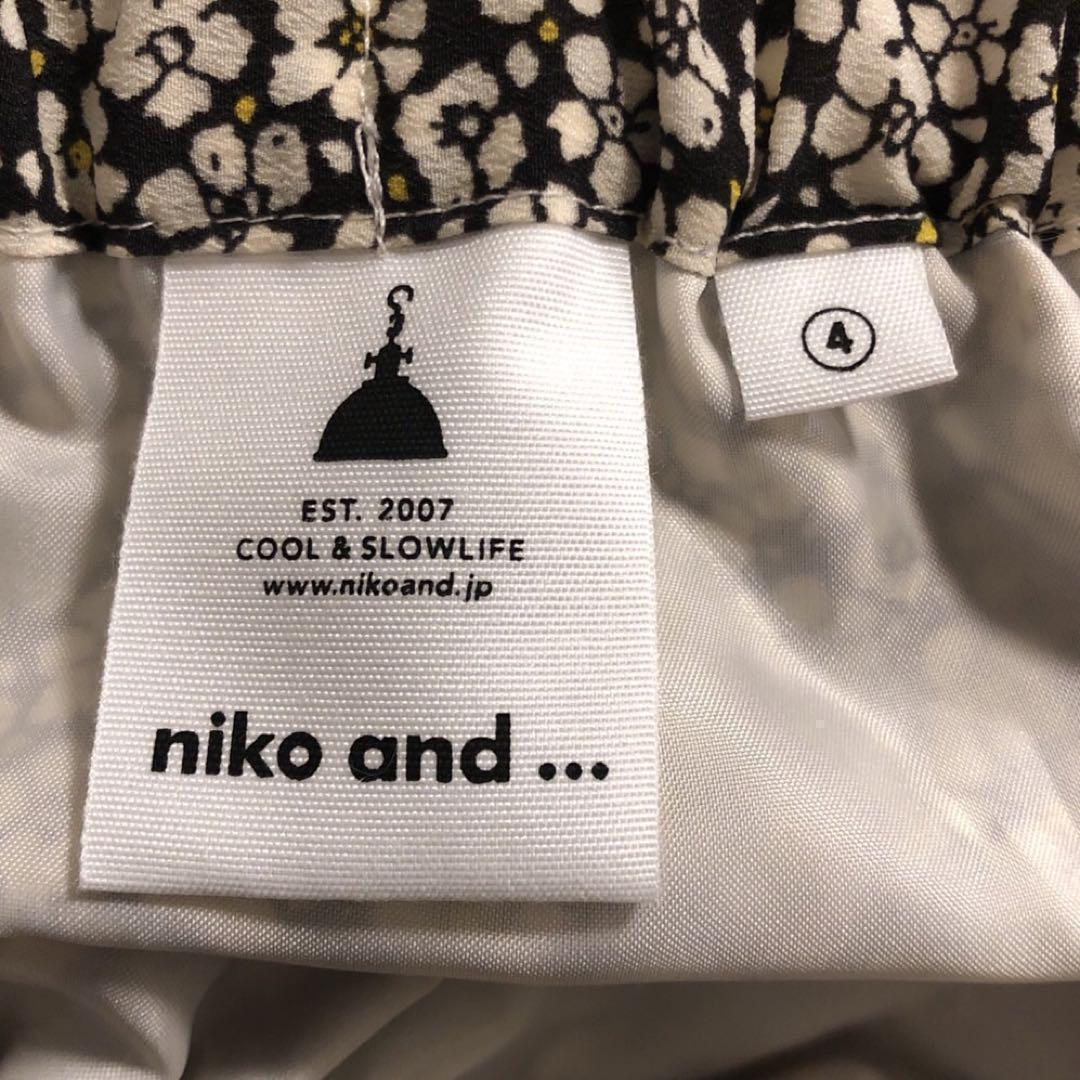 4
EST. 2007
COOL & SLOWLIFE
www.nikoand.jp
niko and ...